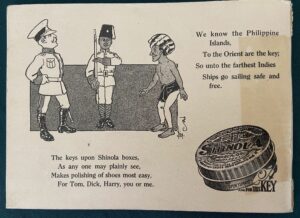 We know the Philippine
Islands,
To the Orient are the key;
So unto the farthest Indies
Ships go sailing safe and
free.
The keys upon Shinola boxes,
As any one may plainly see,
Makes polishing of shoes most easy.
For Tom, Dick, Harry, you or me.
SHINOLA
KEY